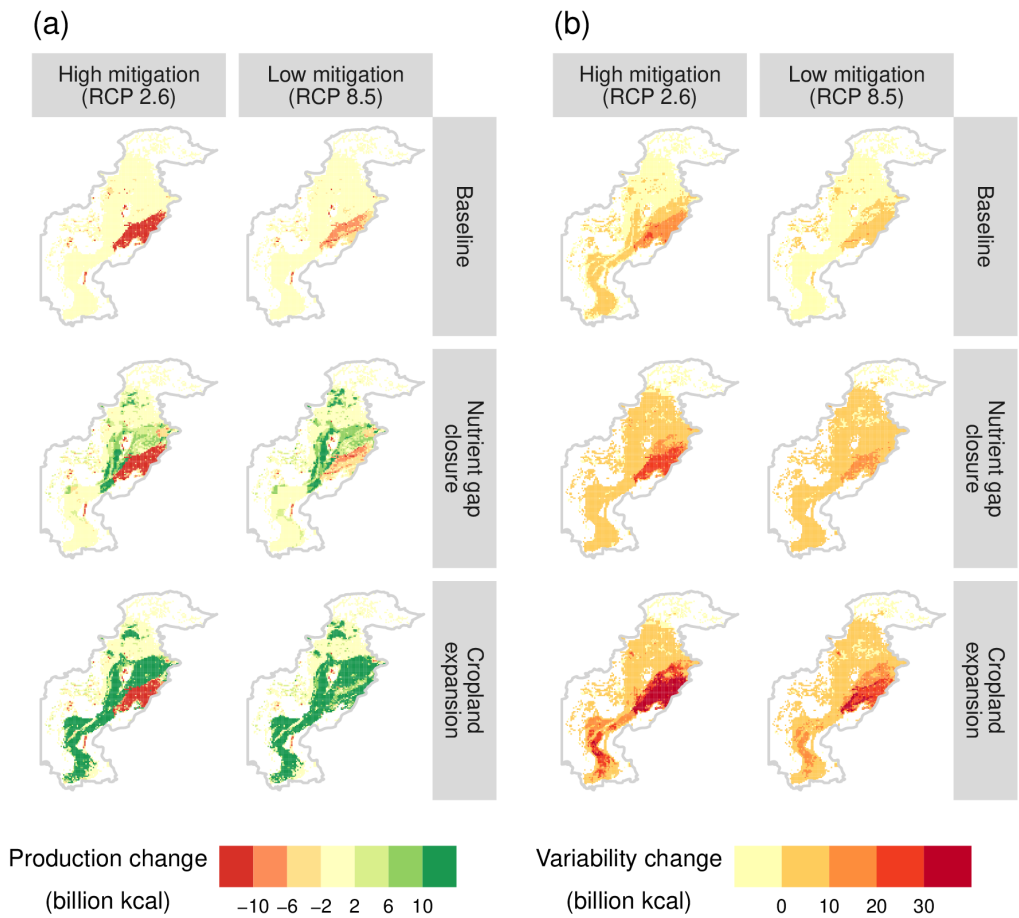 (a)
High mitigation
(RCP 2.6)
Low mitigation
(RCP 8.5)
Baseline
Nutrient gap
closure
Cropland
expansion
Production change
(billion kcal)
−10 −6 −2 2 6 10
(b)
High mitigation
(RCP 2.6)
Low mitigation
(RCP 8.5)
Baseline
Nutrient gap
closure
Cropland
expansion
Variability change
(billion kcal)
0 10 20 30